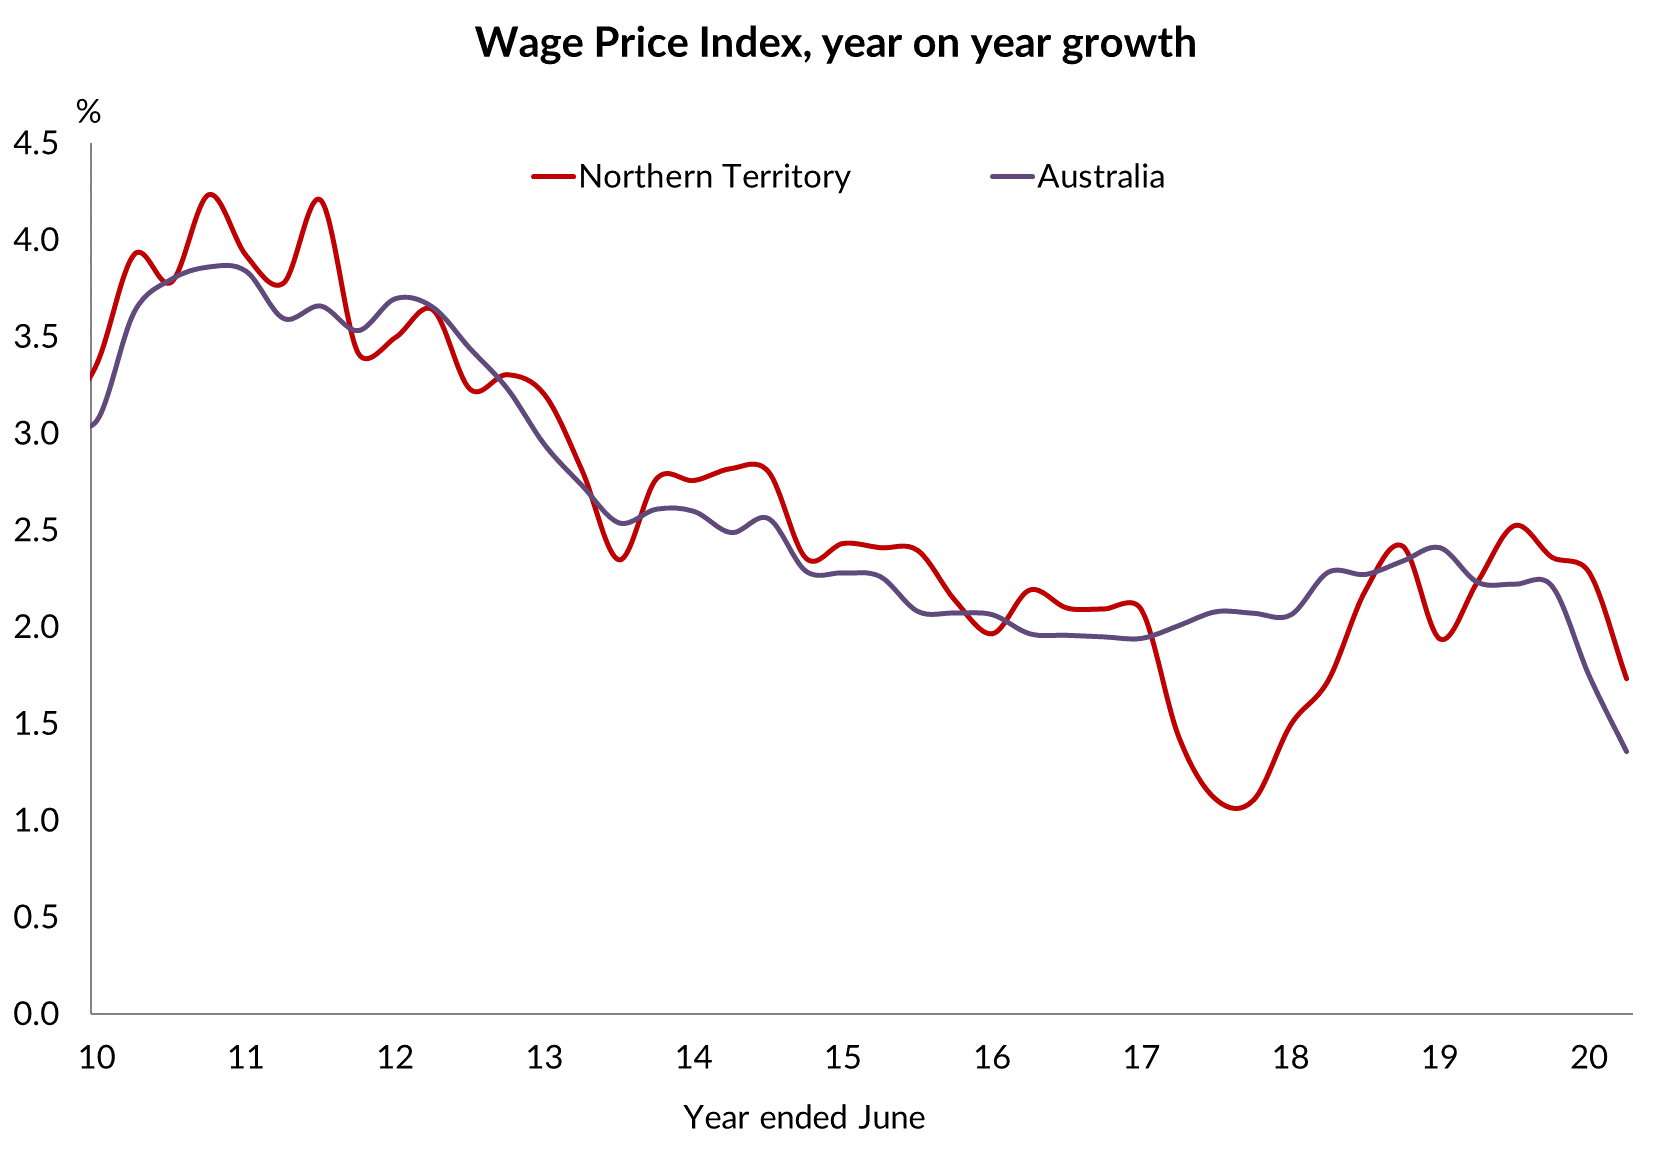 Wage Price Index, year on year growth
%
4.5
Northern Territory Australia
4.0
3.5
3.0
2.5
2.0
1.5
1.0
0.5
0.0
10 11 12 13 14 15 16 17 18 19 20
Year ended June